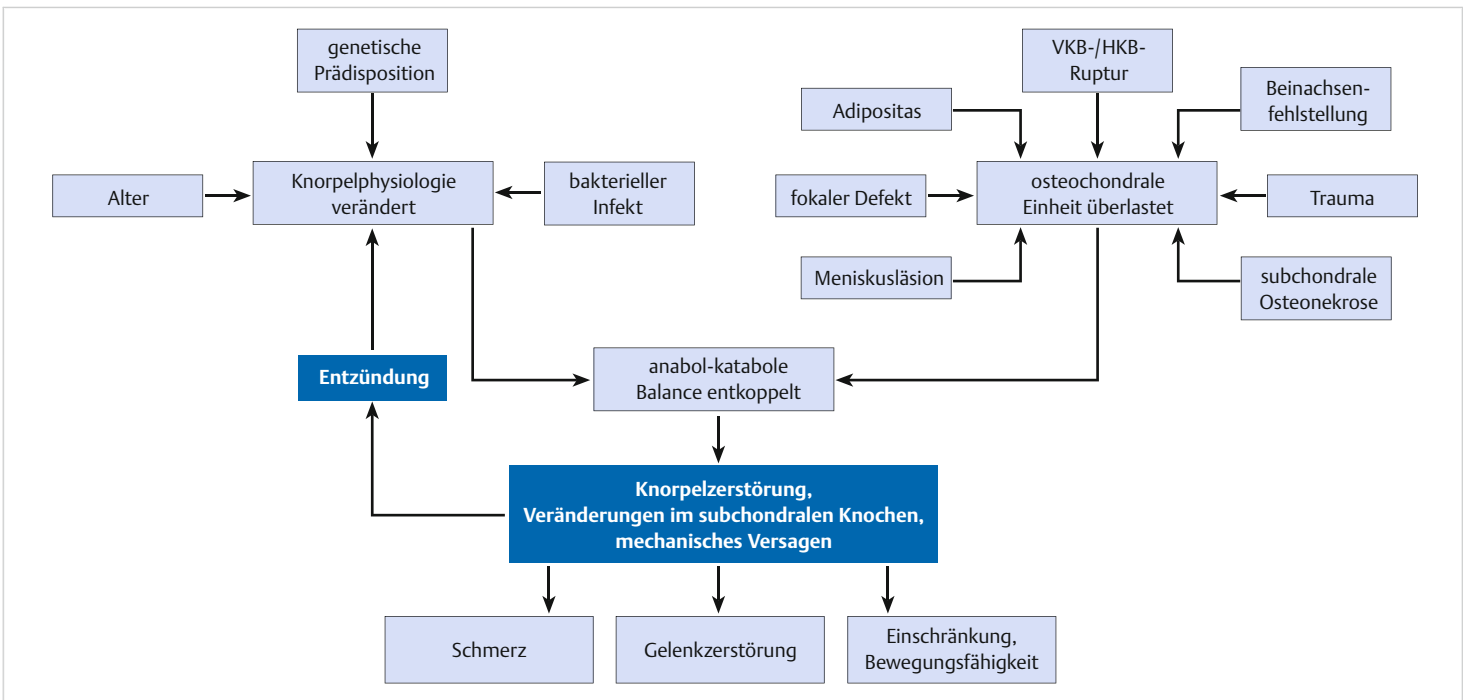 genetische
Prädisposition
VKB-/HKB-
Ruptur
Adipositas
Beinachsen-
fehlstellung
Alter
Knorpelphysiologie
verändert
bakterieller
Infekt
fokaler Defekt
osteochondrale
Einheit überlastet
Trauma
Meniskusläsion
subchondrale
Osteonekrose
Entzündung
anabol-katabole
Balance entkoppelt
Knorpelzerstörung,
Veränderungen im subchondralen Knochen,
mechanisches Versagen
Schmerz
Gelenkzerstörung
Einschränkung,
Bewegungsfähigkeit